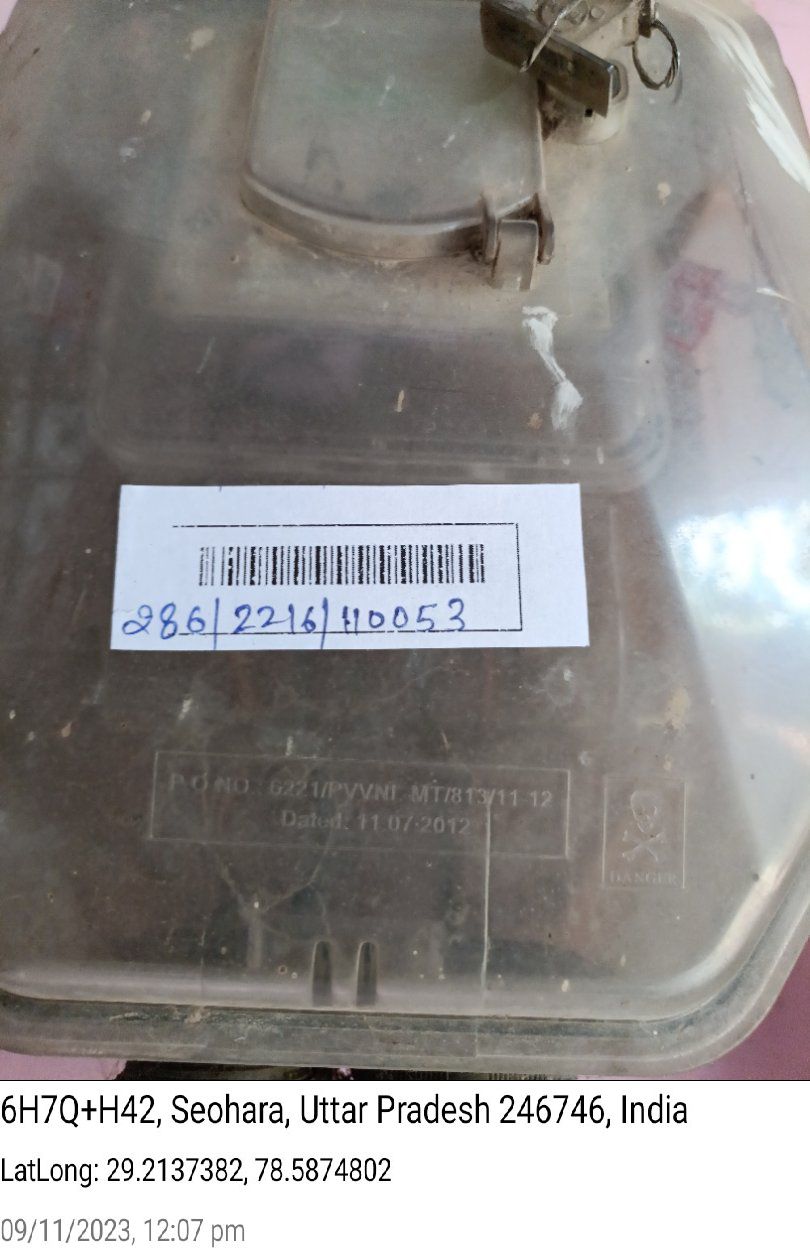 286/2216/110053
P.O NO.: 6221/PVVNL-MT/813/11-12
Dated: 11.07-2012
DANGER
6H7Q+H42, Seohara, Uttar Pradesh 246746, India
LatLong: 29.2137382, 78.5874802
09/11/2023, 12:07 pm